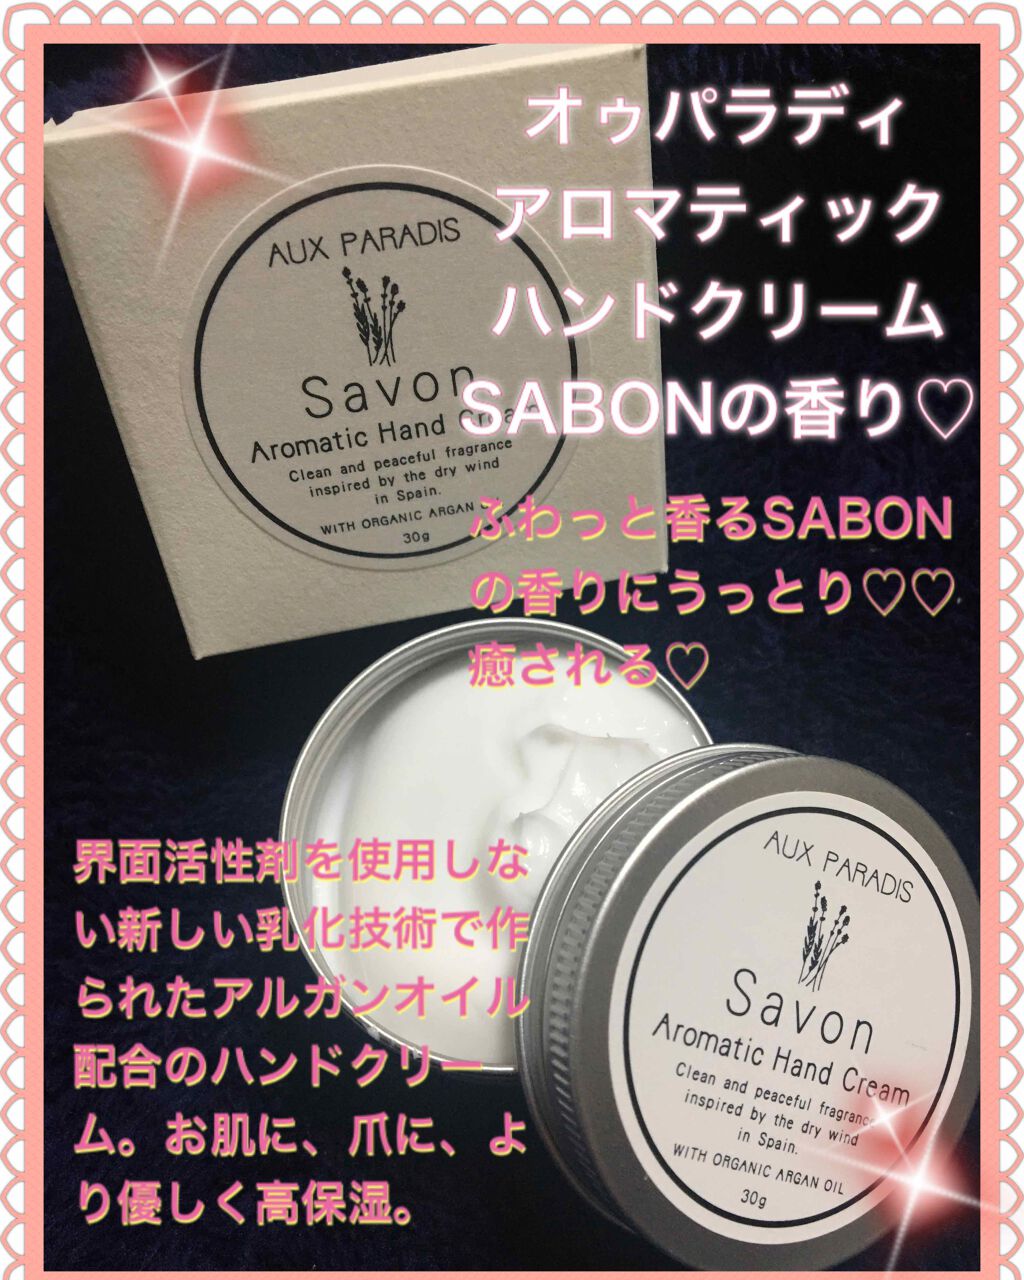 オゥパラディ
アロマティック
ハンドクリーム
SABONの香り♡
ふわっと香るSABON
の香りにうっとり♡♡
癒される♡
AUX PARADIS
Savon
Aromatic Hand Cream
Clean and peaceful fragrance
inspired by the dry wind
in Spain.
WITH ORGANIC ARGAN
30g
界面活性剤を使用しな
い新しい乳化技術で作
られたアルガンオイル
配合のハンドクリー
ム。お肌に、爪に、よ
り優しく高保湿。
AUX PARADIS
Savon
Aromatic Hand Cream
Clean and peaceful fragrance
inspired by the dry wind
in Spain.
WITH ORGANIC ARGAN OIL
30g